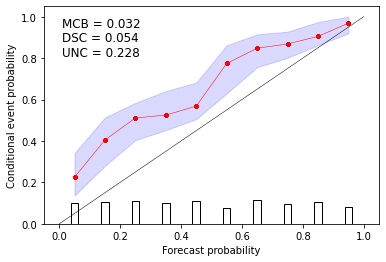 MCB = 0.032
DSC = 0.054
UNC = 0.228
Conditional event probability
1.0
0.8
0.6
0.4
0.2
0.0
0.0 0.2 0.4 0.6 0.8 1.0
Forecast probability